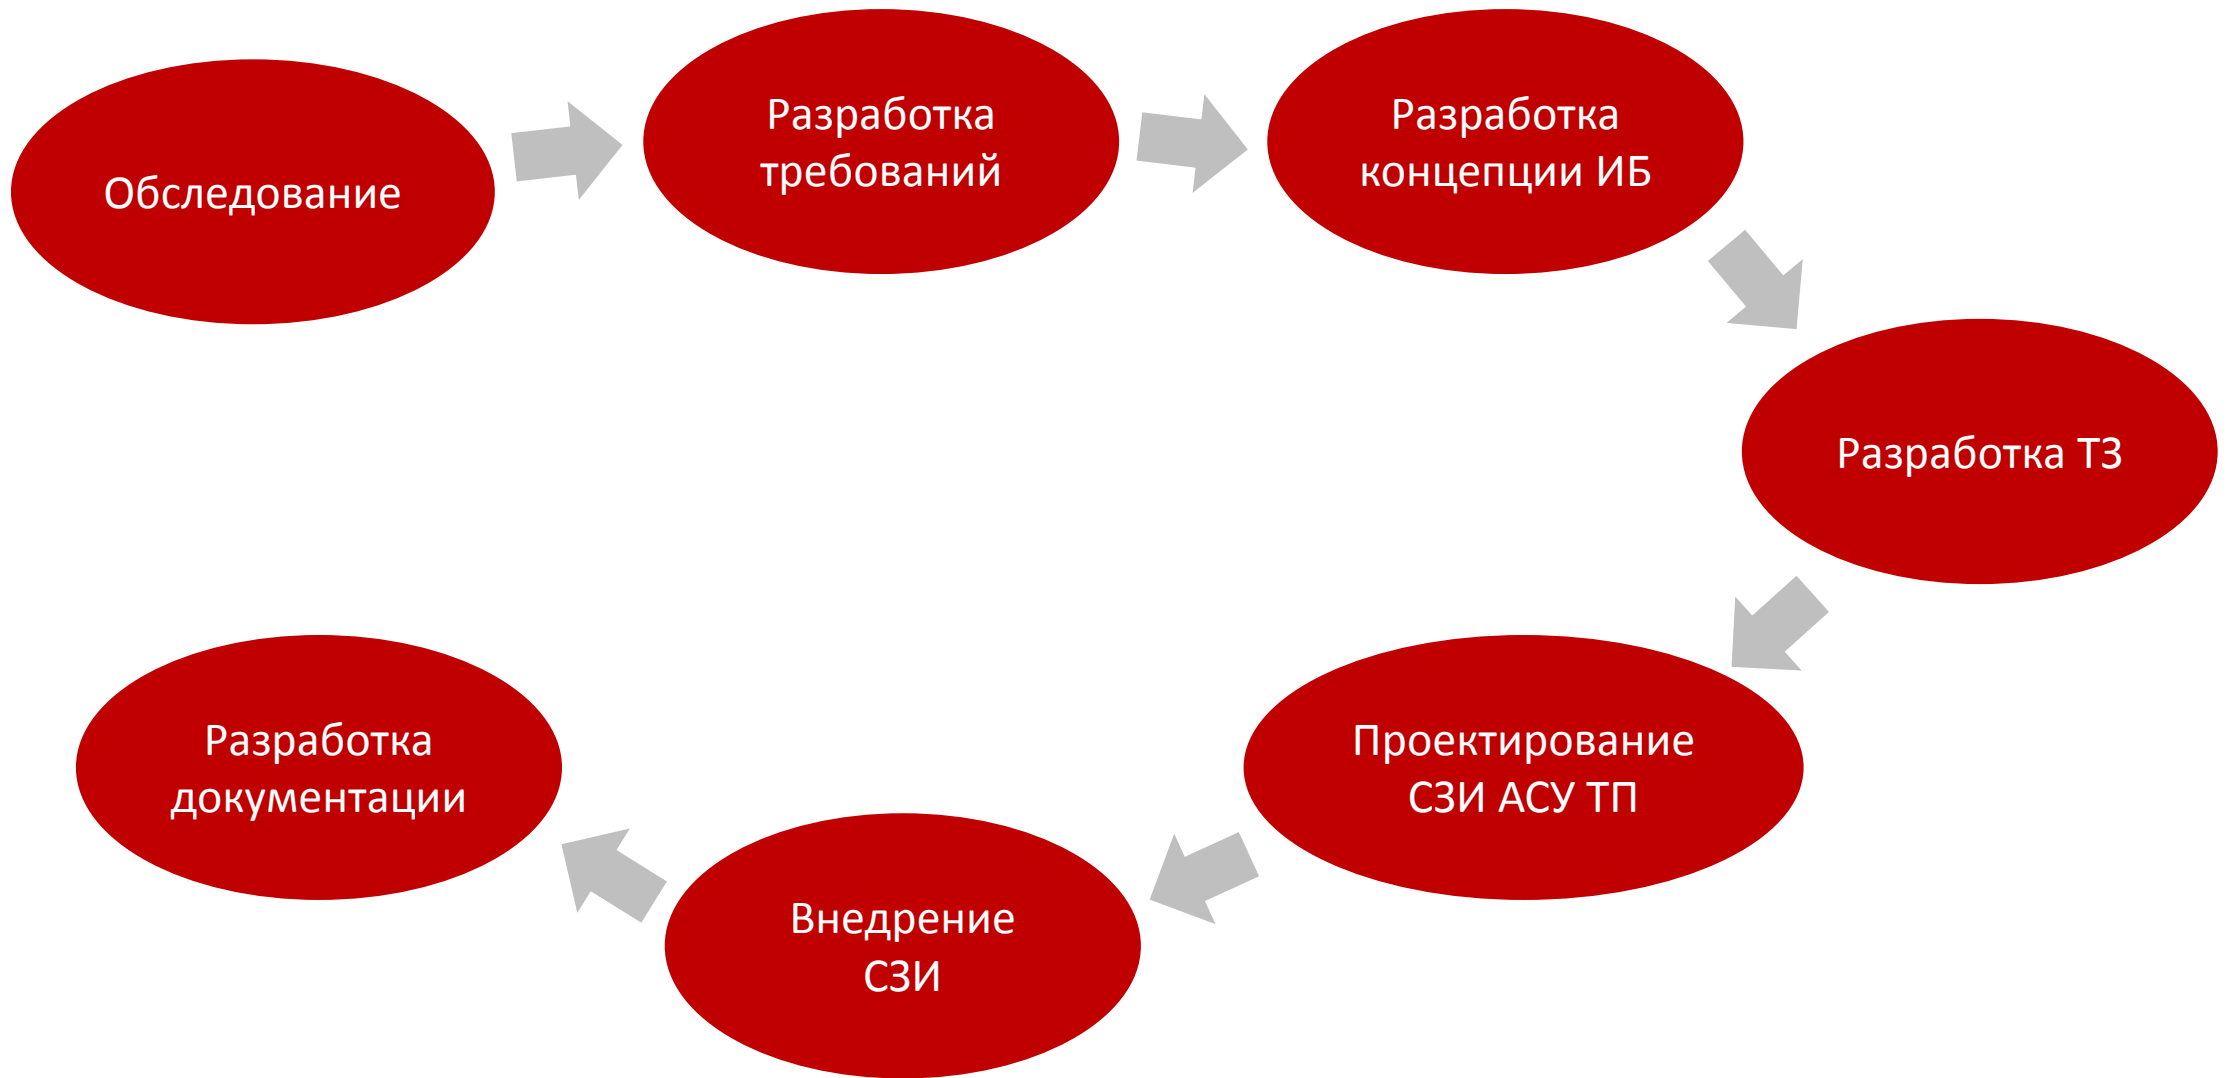 Обследование
Разработка
требований
Разработка
концепции ИБ
Разработка ТЗ
Проектирование
СЗИ АСУ ТП
Внедрение
СЗИ
Разработка
документации